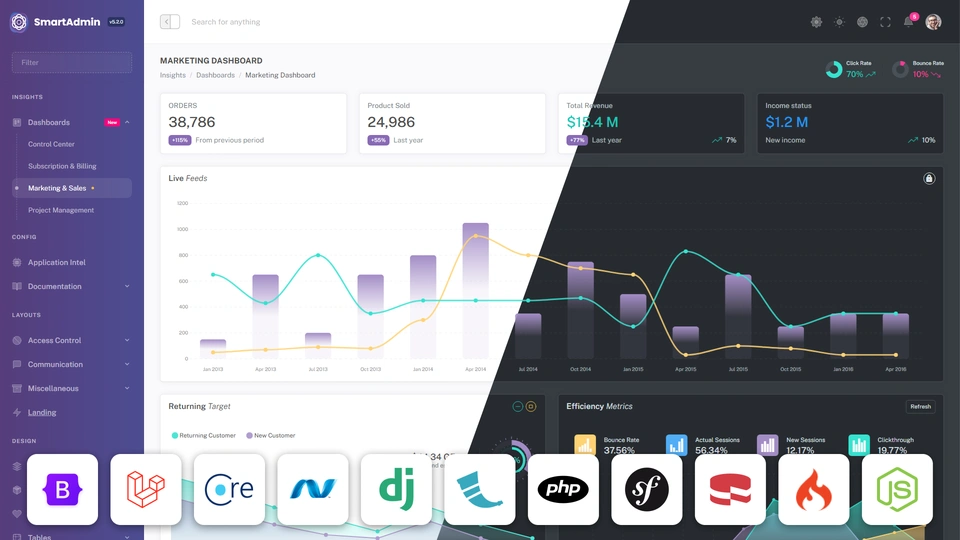 SmartAdmin v5.2.0
Search for anything
8
Filter
INSIGHTS
Dashboards New
Control Center
Subscription & Billing
Marketing & Sales
Project Management
CONFIG
Application Intel
Documentation
LAYOUTS
Access Control
Communication
Miscellaneous
Landing
DESIGN
Tables
MARKETING DASHBOARD
Insights / Dashboards / Marketing Dashboard
Click Rate
70%
Bounce Rate
10%
ORDERS
38,786
+115% From previous period
Product Sold
24,986
+55% Last year
Total Revenue
$15.4 M
+77% Last year 7%
Income status
$1.2 M
New income 10%
Live Feeds
1200
1000
800
600
400
200
0
Jan 2013 Apr 2013 Jul 2013 Oct 2013 Jan 2014 Apr 2014 Jul 2014 Oct 2014 Jan 2015 Apr 2015 Jul 2015 Oct 2015 Jan 2016 Apr 2016
Returning Target
Returning Customer New Customer
Efficiency Metrics
Refresh
Bounce Rate
37.56%
Actual Sessions
56.34%
New Sessions
12.17%
Clickthrough
19.77%
B
Core
dj
php
sf
JS